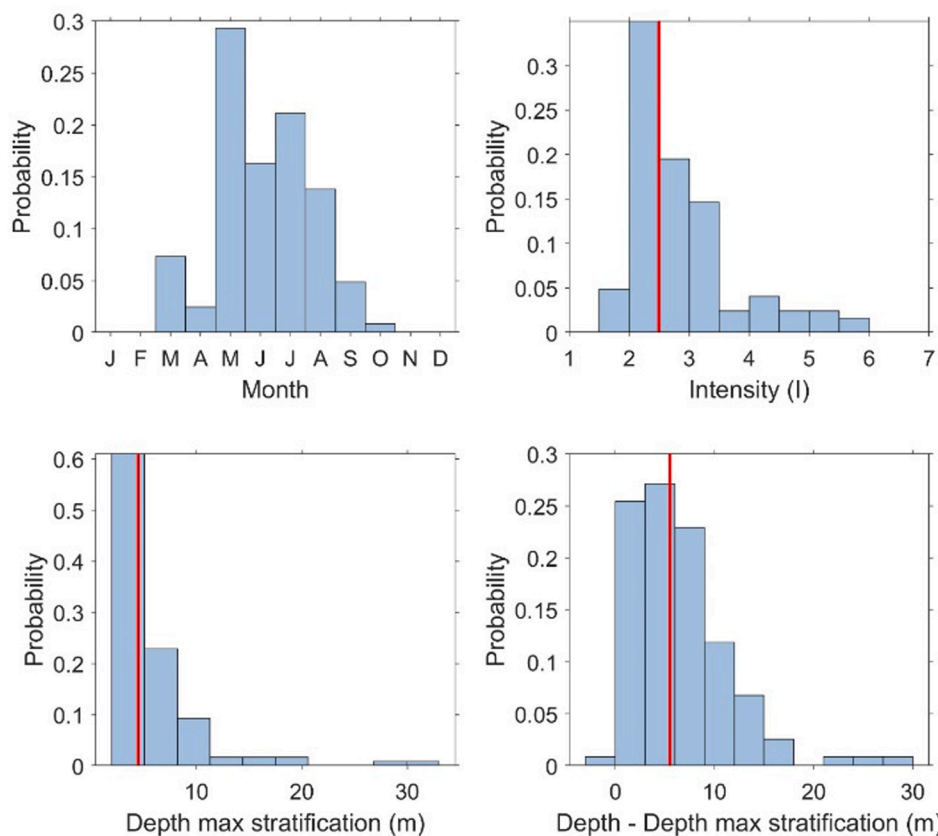 0.3
0.25
0.2
0.15
0.1
0.05
0
Probability
J F M A M J J A S O N D
Month
0.3
0.25
0.2
0.15
0.1
0.05
0
Probability
1 2 3 4 5 6 7
Intensity (I)
0.6
0.5
0.4
0.3
0.2
0.1
0
Probability
10 20 30
Depth max stratification (m)
0.3
0.25
0.2
0.15
0.1
0.05
0
Probability
0 10 20 30
Depth - Depth max stratification (m)